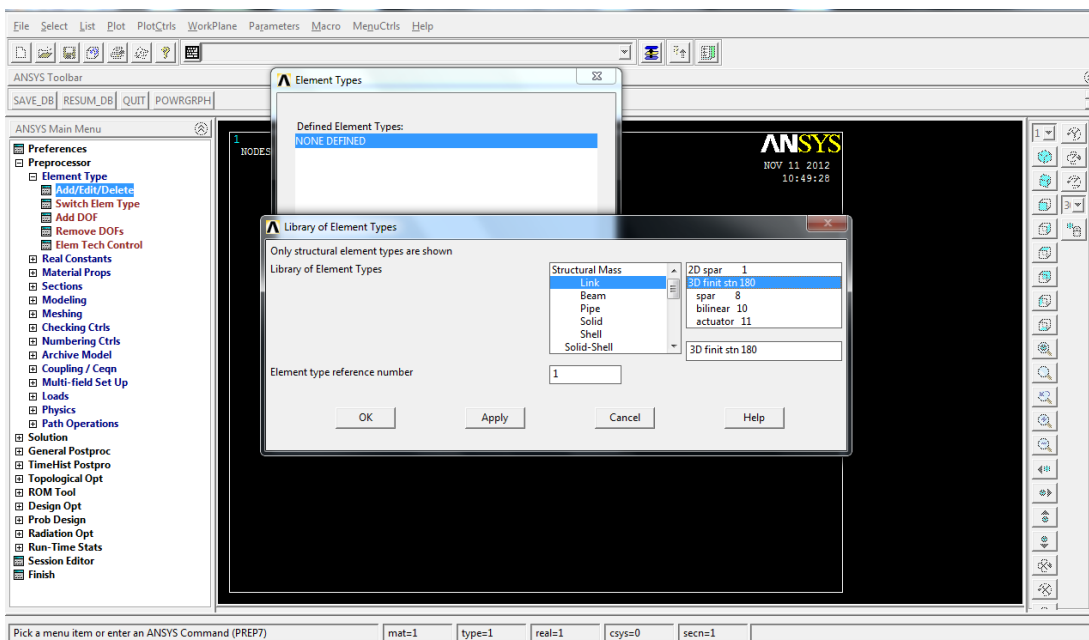 File Select List Plot PlotCtrls WorkPlane Parameters Macro MenuCtrls Help
ANSYS Toolbar
SAVE_DB RESUM_DB QUIT POWRGRPH
ANSYS Main Menu
Preferences
Preprocessor
Element Type
Add/Edit/Delete
Switch Elem Type
Add DOF
Remove DOFs
Elem Tech Control
Real Constants
Material Props
Sections
Modeling
Meshing
Checking Ctrls
Numbering Ctrls
Archive Model
Coupling / Ceqn
Multi-field Set Up
Loads
Physics
Path Operations
Solution
General Postproc
TimeHist Postpro
Topological Opt
ROM Tool
Design Opt
Prob Design
Radiation Opt
Run-Time Stats
Session Editor
Finish
1
NODES
ANSYS
NOV 11 2012
10:49:28
Element Types
Defined Element Types:
NONE DEFINED
Library of Element Types
Only structural element types are shown
Library of Element Types
Structural Mass
Link
Beam
Pipe
Solid
Shell
Solid-Shell
2D spar 1
3D finit stn 180
spar 8
bilinear 10
actuator 11
3D finit stn 180
Element type reference number
1
OK Apply Cancel Help
1
3
Pick a menu item or enter an ANSYS Command (PREP7) mat=1 type=1 real=1 csys=0 secn=1